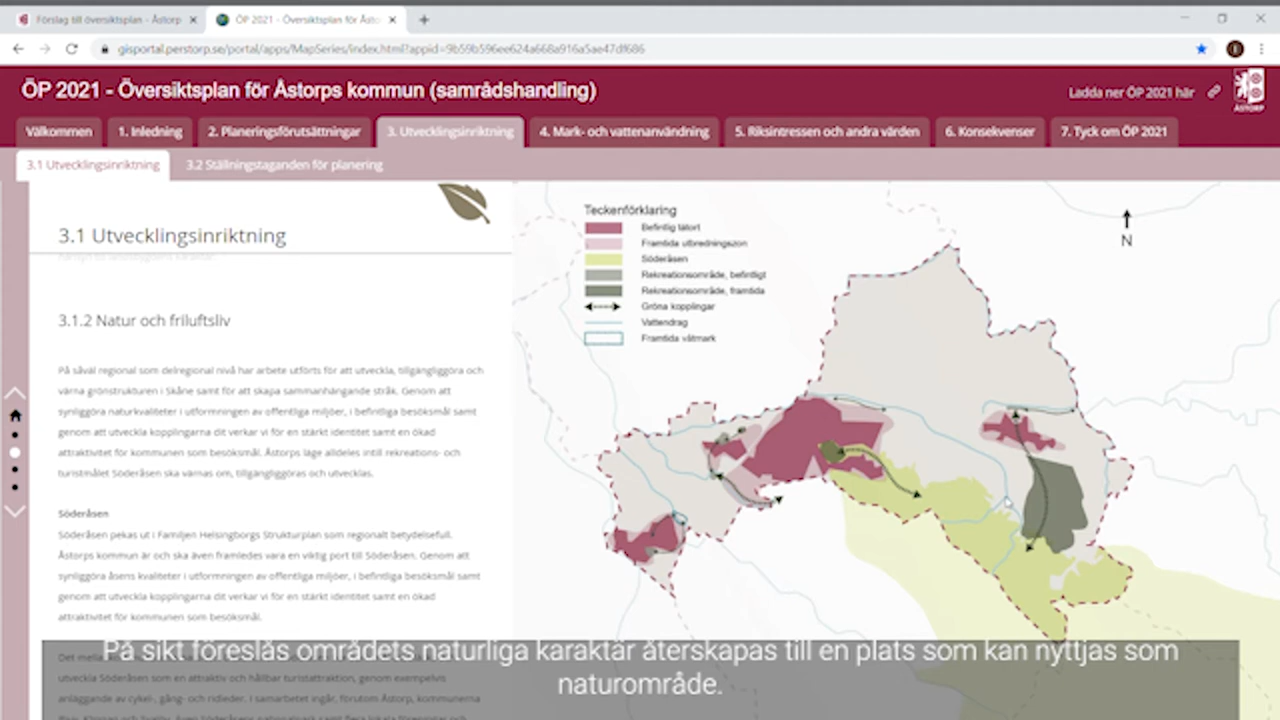 Förslag till översiktsplan - Åstorp
ÖP 2021 - Översiktsplan för Åsto
gisportal.perstorp.se/portal/apps/MapSeries/index.html?appid=9b59b596ee624a668a916a5ae47df686
ÖP 2021 - Översiktsplan för Åstorps kommun (samrådshandling)
Ladda ner ÖP 2021 här
ÅSTORP
Välkommen
1. Inledning
2. Planeringsförutsättningar
3. Utvecklingsinriktning
4. Mark- och vattenanvändning
5. Riksintressen och andra värden
6. Konsekvenser
7. Tyck om ÖP 2021
3.1 Utvecklingsinriktning
3.2 Ställningstaganden för planering
3.1 Utvecklingsinriktning
3.1.2 Natur och friluftsliv
På såväl regional som delregional nivå har arbete utförts för att utveckla, tillgängliggöra och
värna grönstrukturen i Skåne samt för att skapa sammanhängande stråk. Genom att
synliggöra naturkvaliteter i utformningen av offentliga miljöer, i befintliga besöksmål samt
genom att utveckla kopplingarna dit verkar vi för en stärkt identitet samt en ökad
attraktivitet för kommunen som besöksmål. Åstorps läge alldeles intill rekreations- och
turistmålet Söderåsen ska värnas om, tillgängliggöras och utvecklas.
Söderåsen
Söderåsen pekas ut i Familjen Helsingborgs Strukturplan som regionalt betydelsefull.
Åstorps kommun är och ska även framledes vara en viktig port till Söderåsen. Genom att
synliggöra åsens kvaliteter i utformningen av offentliga miljöer, i befintliga besöksmål samt
genom att utveckla kopplingarna dit verkar vi för en stärkt identitet samt en ökad
attraktivitet för kommunen som besöksmål.
utveckla Söderåsen som en attraktiv och hållbar turistattraktion, genom exempelvis
anläggande av cykel-, gång- och ridleder. I samarbetet ingår, förutom Åstorp, kommunerna
Teckenförklaring
Befintlig tätort
Framtida utbredningszon
Söderåsen
Rekreationsområde, befintligt
Rekreationsområde, framtida
Gröna kopplingar
Vattendrag
Framtida våtmark
N
På sikt föreslås områdets naturliga karaktär återskapas till en plats som kan nyttjas som
naturområde.